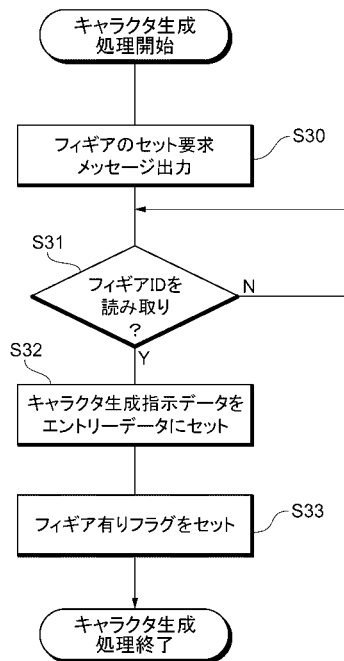 キャラクタ生成
処理開始
フィギアのセット要求
メッセージ出力
S30
S31
フィギアIDを
読み取り
?
N
Y
S32
キャラクタ生成指示データを
エントリーデータにセット
フィギア有りフラグをセット
S33
キャラクタ生成
処理終了